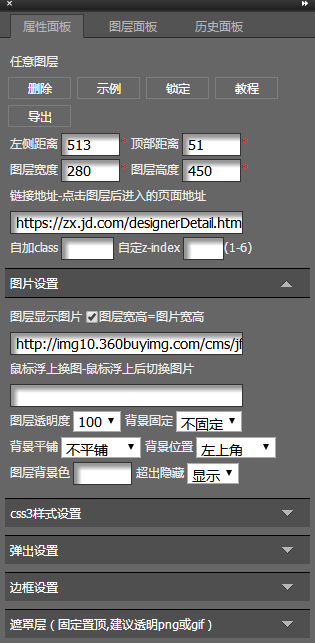 属性面板 图层面板 历史面板
任意图层
删除 示例 锁定 教程
导出
左侧距离 513 * 顶部距离 51 *
图层宽度 280 * 图层高度 450 *
链接地址-点击图层后进入的页面地址
https://zx.jd.com/designerDetail.htm
自加class 自定z-index (1-6)
图片设置
图层显示图片 图层宽高=图片宽高
http://img10.360buyimg.com/cms/jf
鼠标浮上换图-鼠标浮上后切换图片
图层透明度 100 背景固定 不固定
背景平铺 不平铺 背景位置 左上角
图层背景色 超出隐藏 显示
css3样式设置
弹出设置
边框设置
遮罩层 ( 固定置顶,建议透明png或gif )